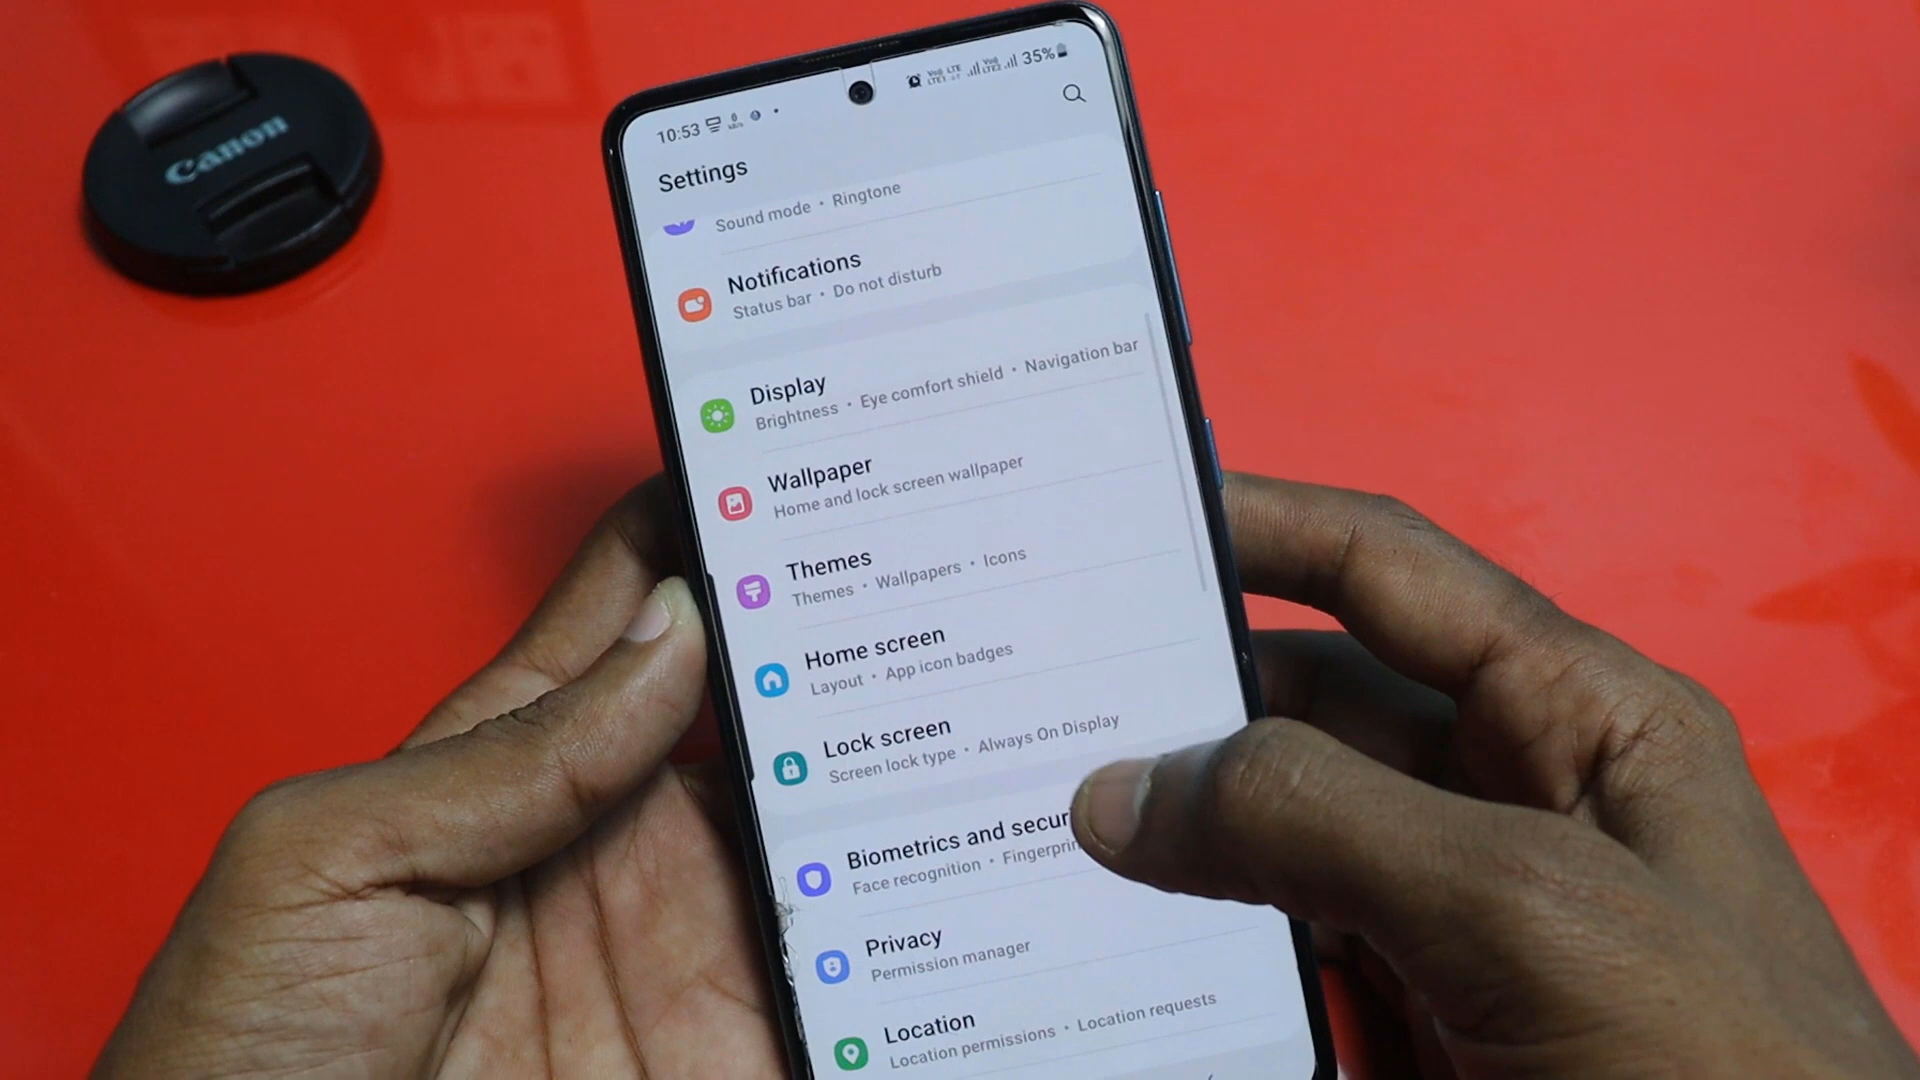 Canon
10:53
35%
Settings
Sound mode • Ringtone
Notifications
Status bar • Do not disturb
Display
Brightness • Eye comfort shield • Navigation bar
Wallpaper
Home and lock screen wallpaper
Themes
Themes • Wallpapers • Icons
Home screen
Layout • App icon badges
Lock screen
Screen lock type • Always On Display
Biometrics and secur
Face recognition • Fingerprin
Privacy
Permission manager
Location
Location permissions • Location requests